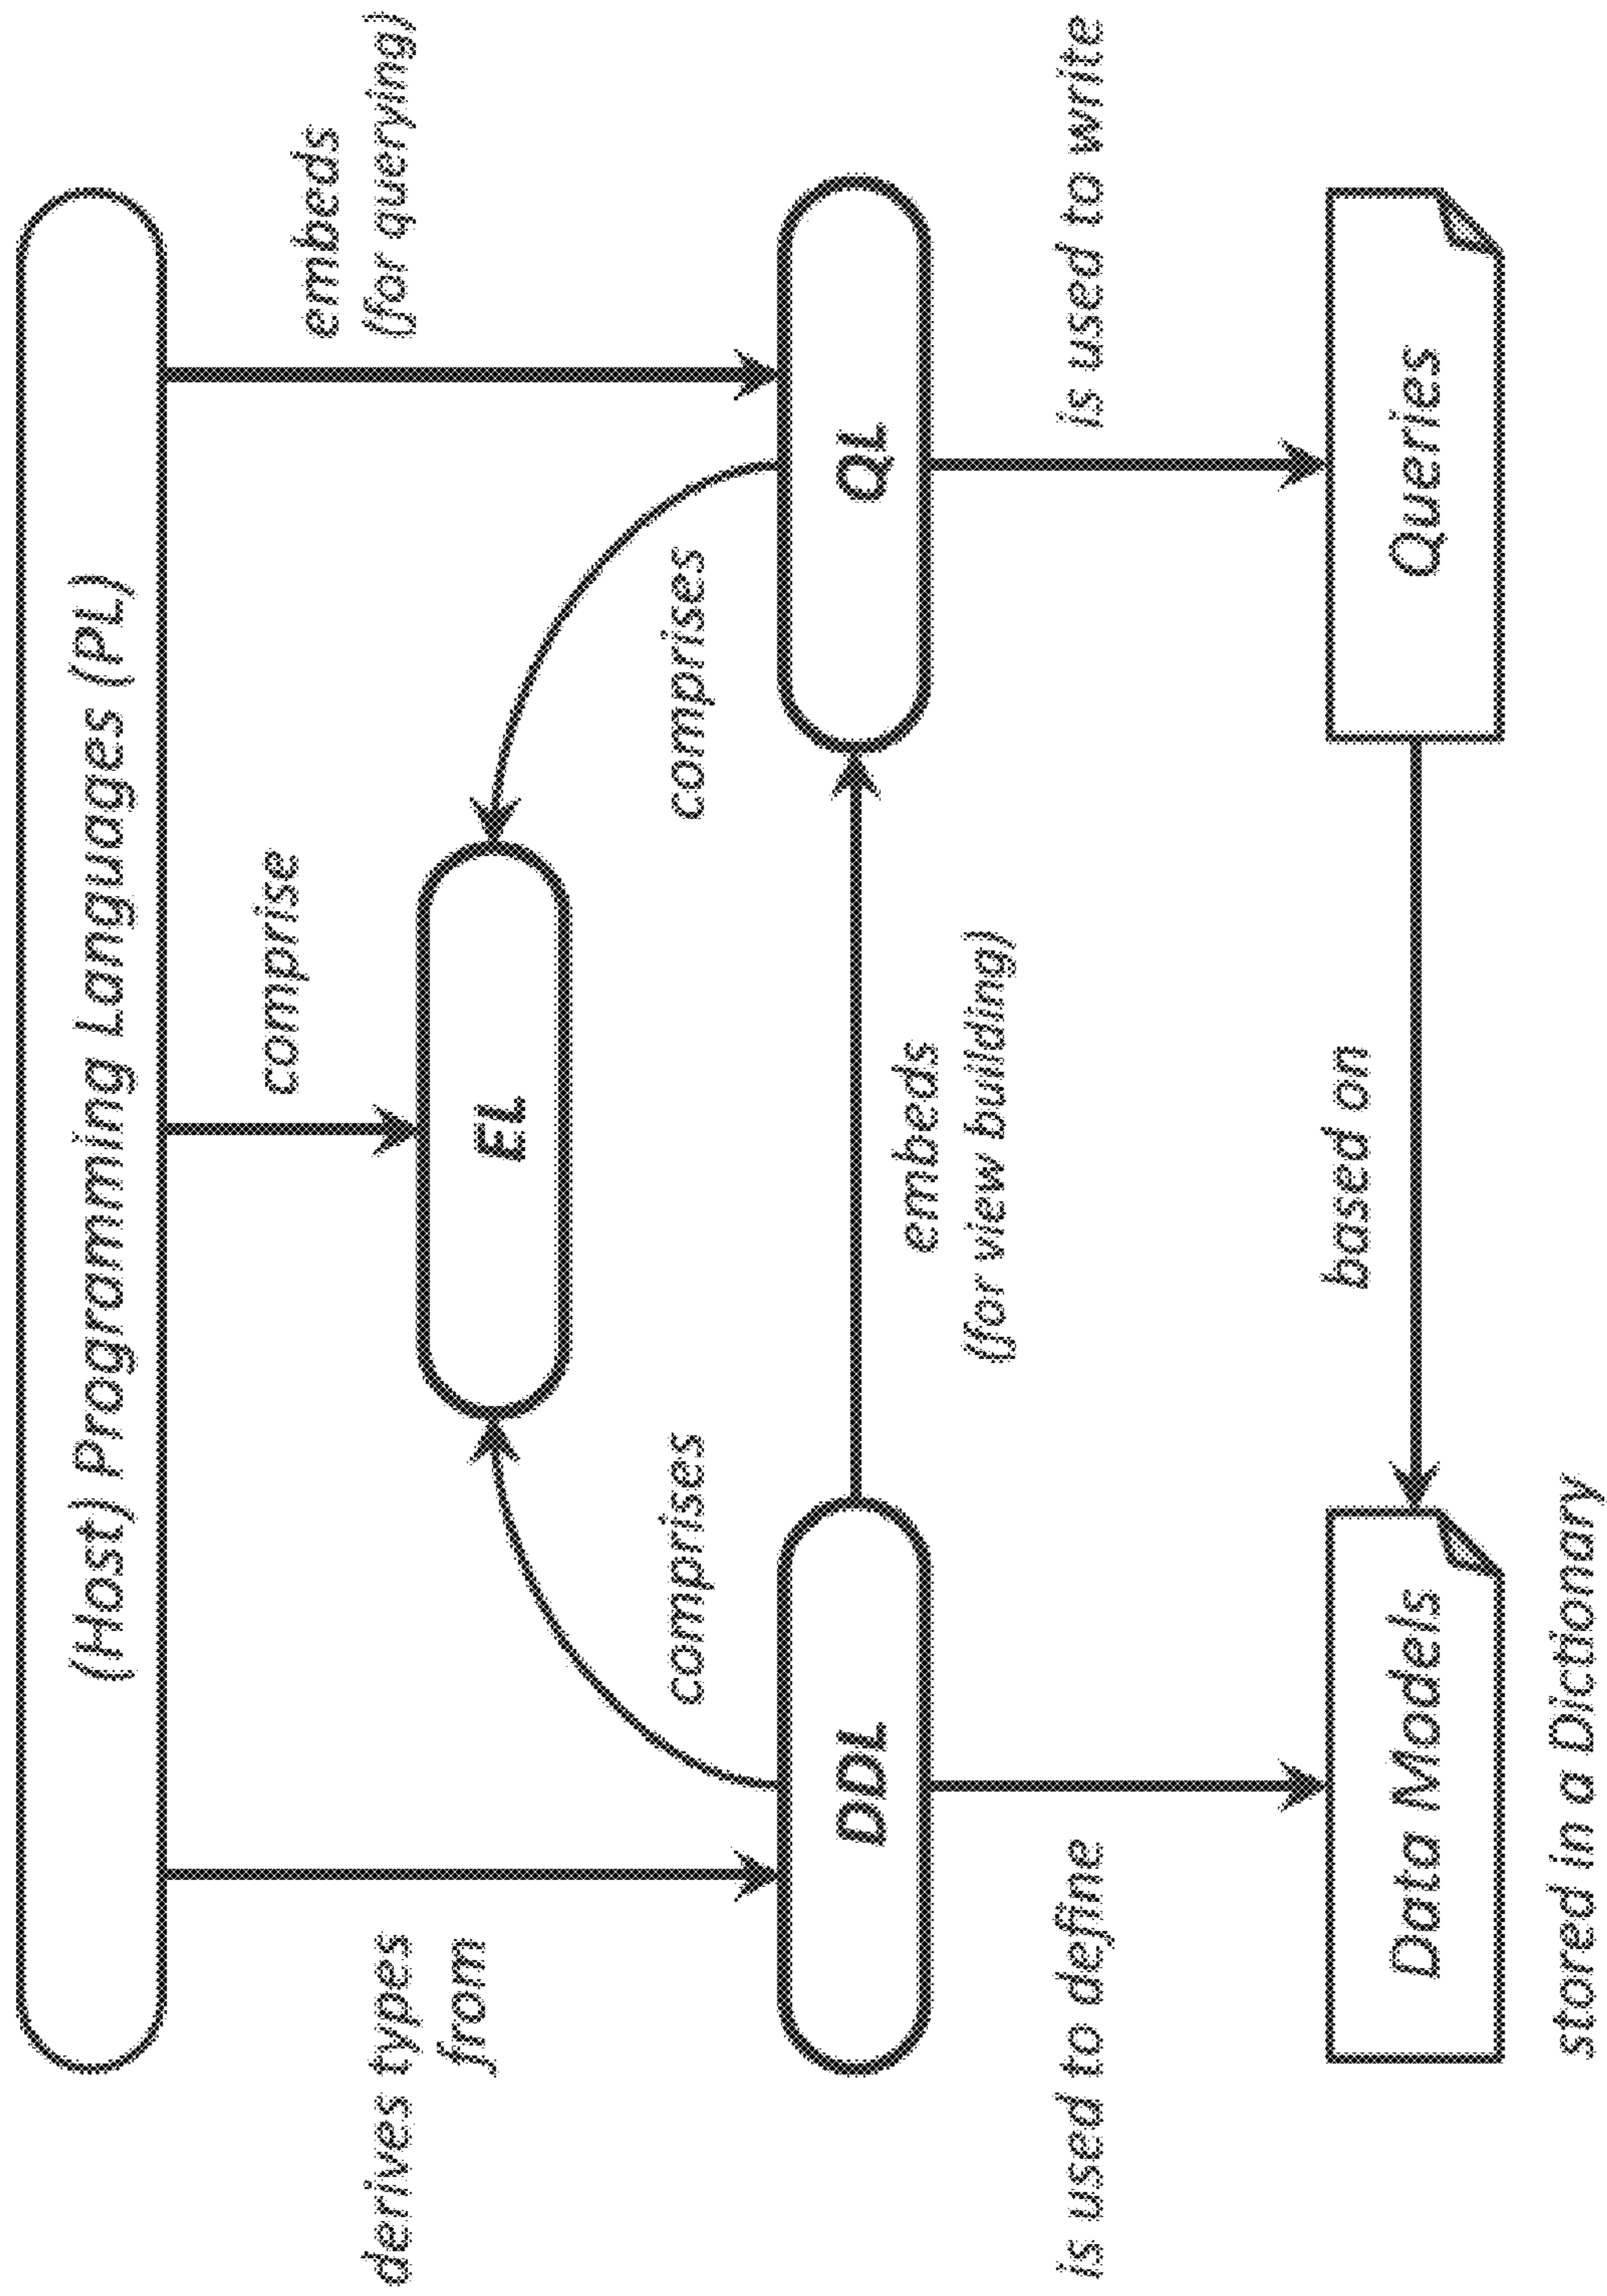 (Host) Programming Languages (PL)
derives types
from
comprise
embeds
(for querying)
EL
comprises
comprises
DDL
embeds
(for view building)
QL
is used to define
is used to write
Data Models
based on
Queries
stored in a Dictionary